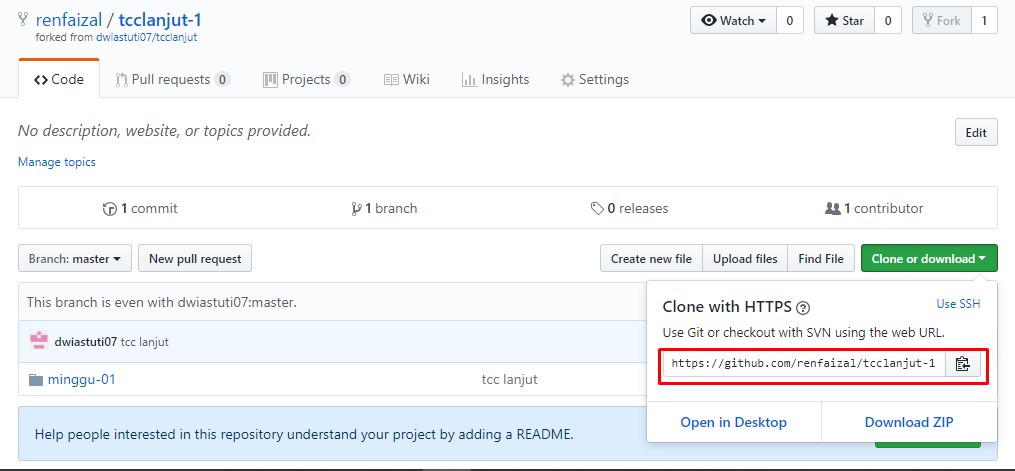 renfaizal / tcclanjut-1
forked from dwiastuti07/tcclanjut
Watch 0 Star 0 Fork 1
Code Pull requests 0 Projects 0 Wiki Insights Settings
No description, website, or topics provided.
Edit
Manage topics
1 commit 1 branch 0 releases 1 contributor
Branch: master New pull request Create new file Upload files Find File Clone or download
This branch is even with dwiastuti07:master.
dwiastuti07 tcc lanjut
minggu-01 tcc lanjut
Help people interested in this repository understand your project by adding a README.
Clone with HTTPS ?
Use SSH
Use Git or checkout with SVN using the web URL.
https://github.com/renfaizal/tcclanjut-1
Open in Desktop Download ZIP